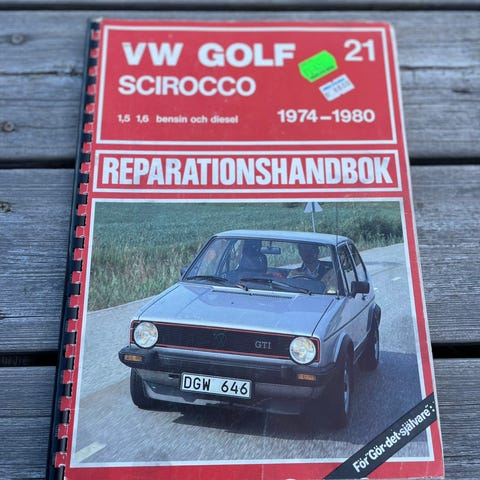 VW GOLF
21
SCIROCCO
1,5 1,6 bensin och diesel
1974–1980
REPARATIONSHANDBOK
GTI
DGW 646
För "Gör-det-självare":